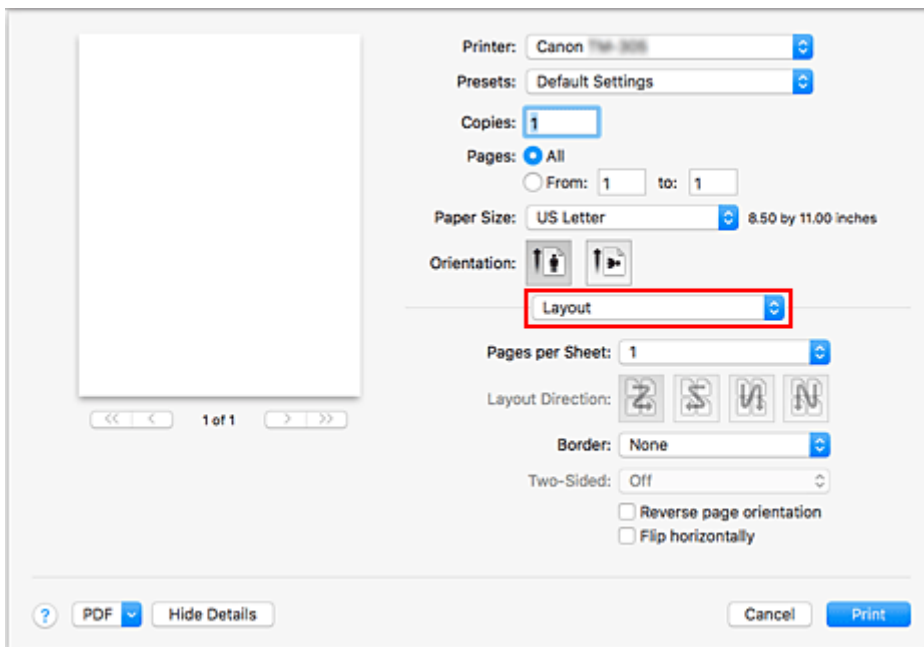 Printer: Canon
Presets: Default Settings
Copies: 1
Pages: All
From: 1 to: 1
Paper Size: US Letter 8.50 by 11.00 inches
Orientation:
Layout
Pages per Sheet: 1
Layout Direction:
Border: None
Two-Sided: Off
Reverse page orientation
Flip horizontally
1 of 1
? PDF Hide Details Cancel Print